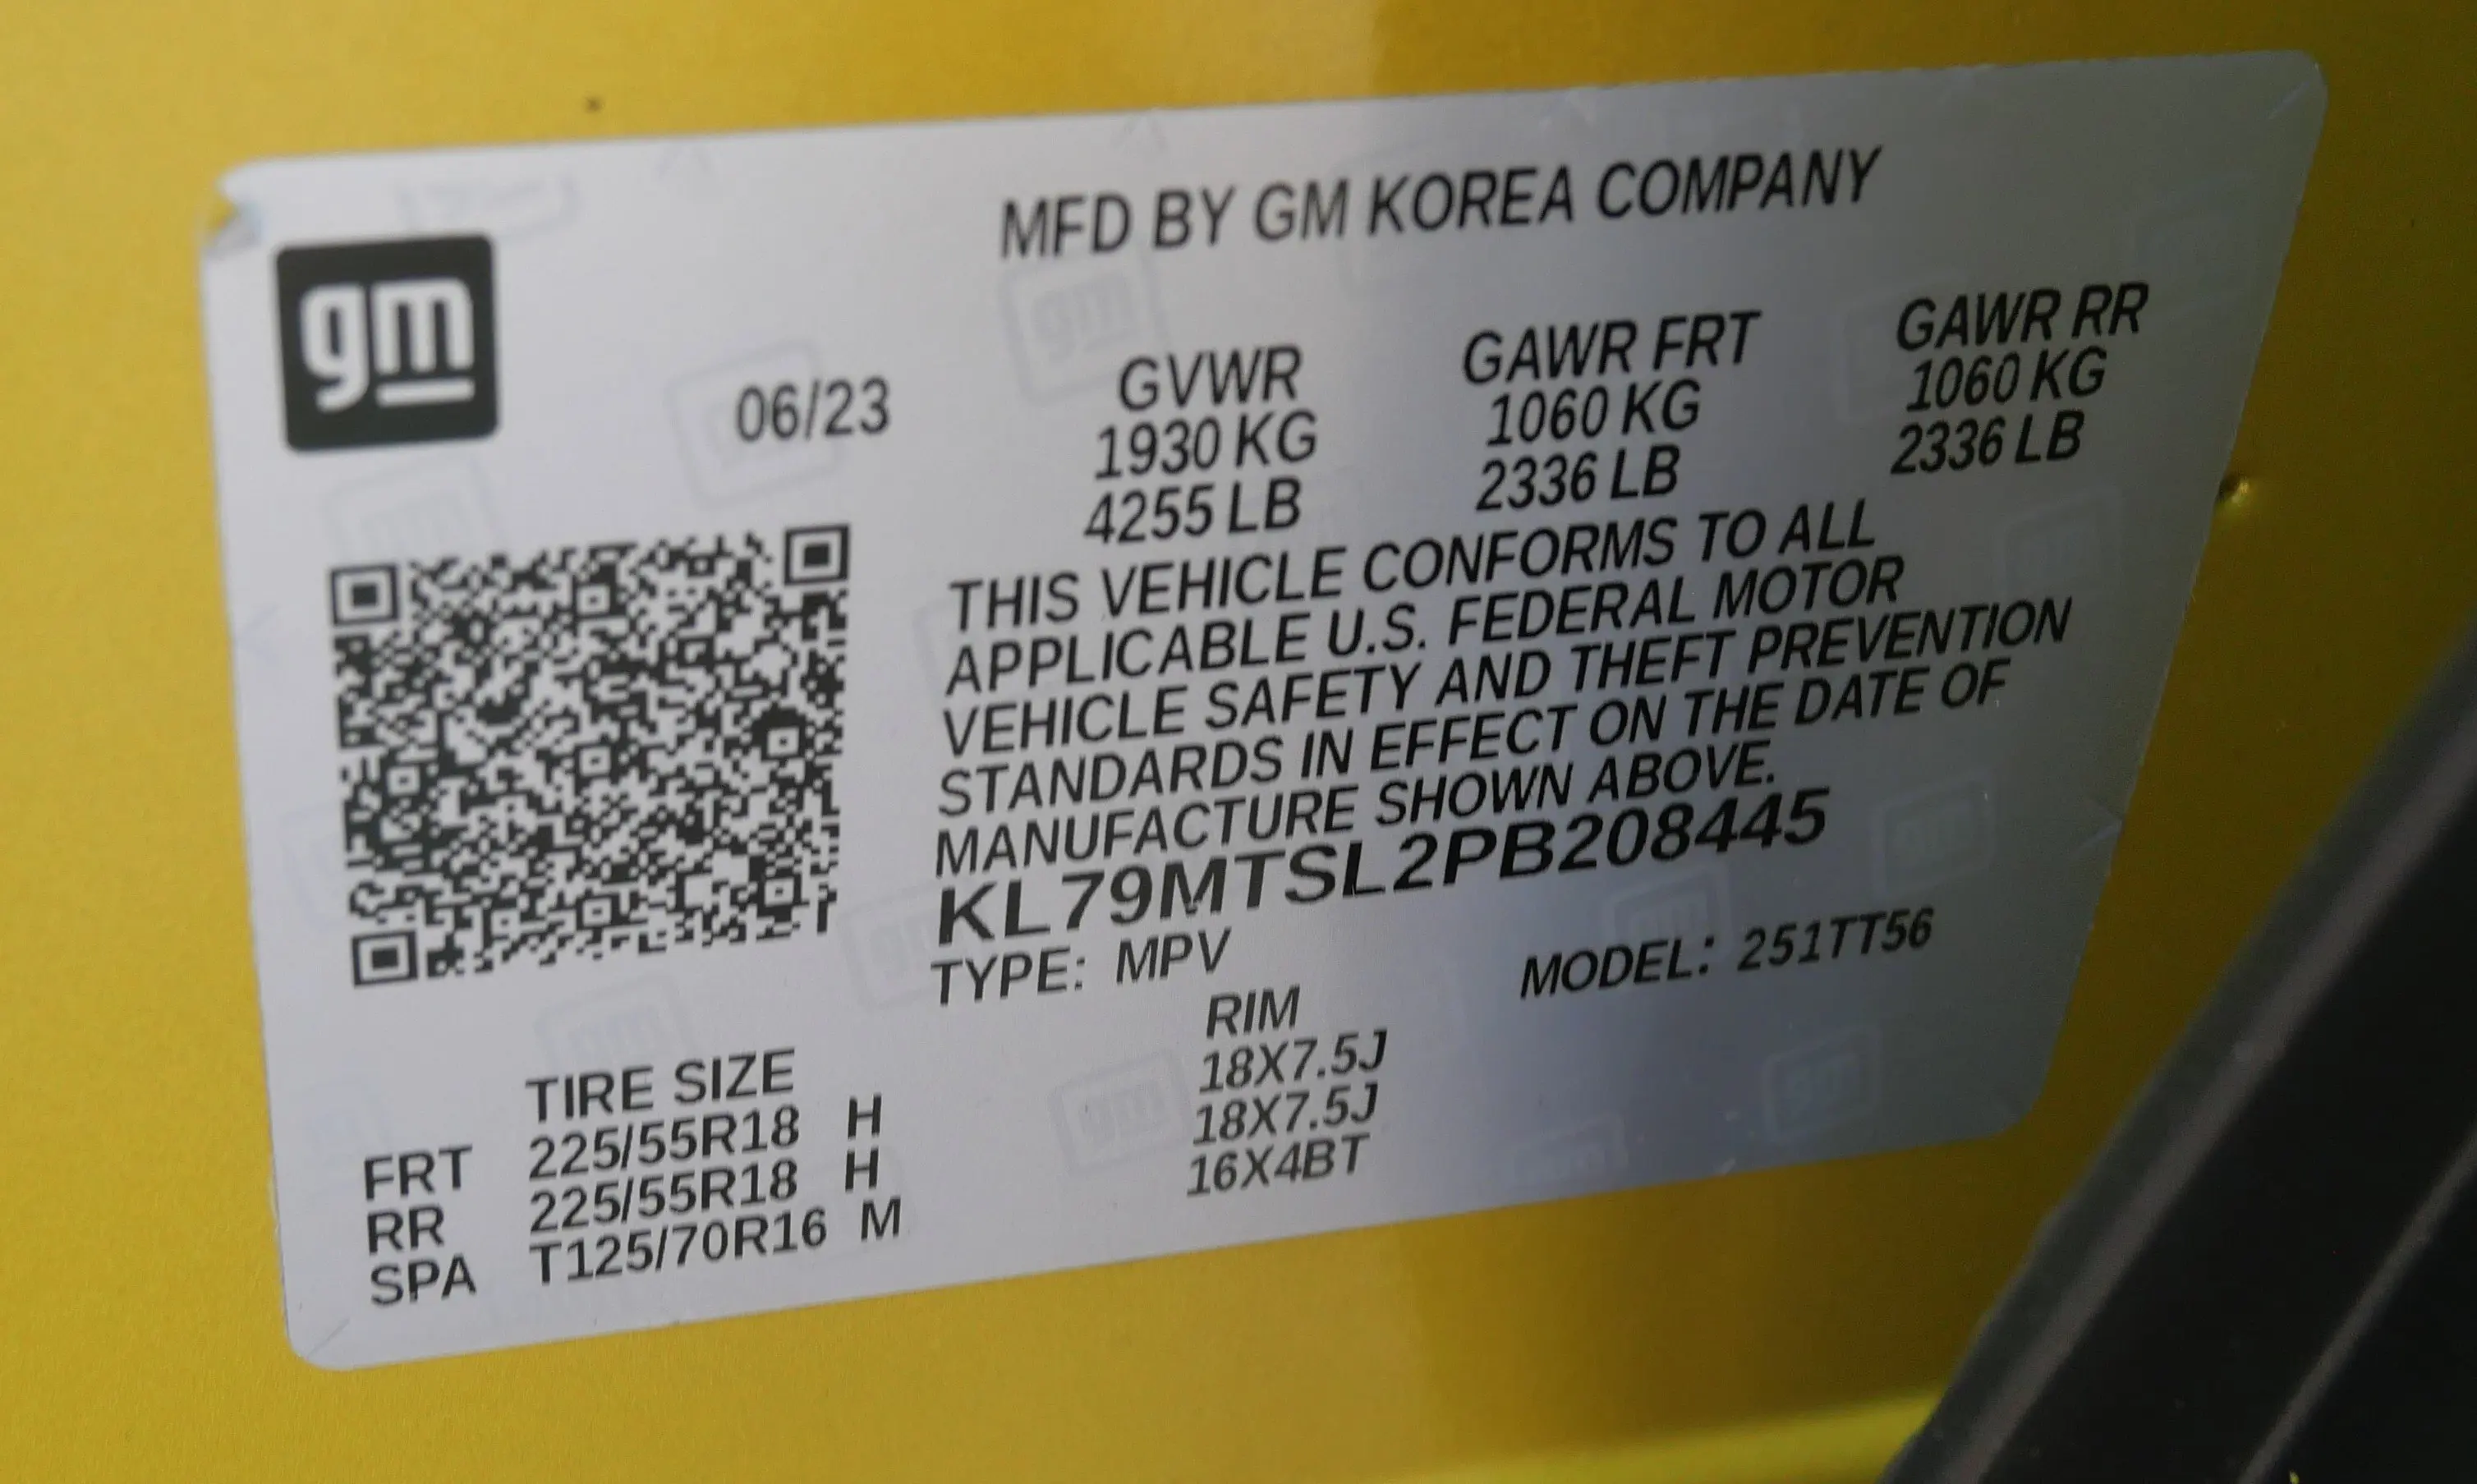 gm
MFD BY GM KOREA COMPANY
06/23
GVWR GAWR FRT GAWR RR
1930 KG 1060 KG 1060 KG
4255 LB 2336 LB 2336 LB
THIS VEHICLE CONFORMS TO ALL
APPLICABLE U.S. FEDERAL MOTOR
VEHICLE SAFETY AND THEFT PREVENTION
STANDARDS IN EFFECT ON THE DATE OF
MANUFACTURE SHOWN ABOVE.
KL79MTSL2PB208445
TYPE: MPV MODEL: 251TT56
TIRE SIZE RIM
FRT 225/55R18 H 18X7.5J
RR 225/55R18 H 18X7.5J
SPA T125/70R16 M 16X4BT